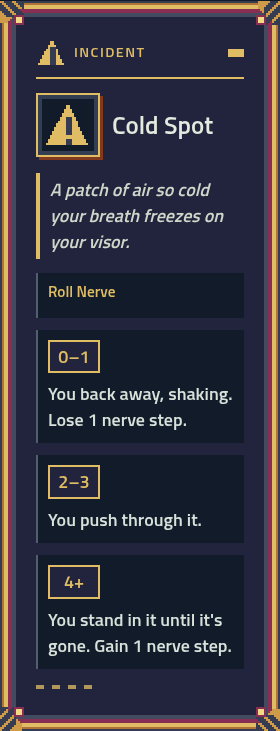 INCIDENT
Cold Spot
A patch of air so cold
your breath freezes on
your visor.
Roll Nerve
0–1
You back away, shaking.
Lose 1 nerve step.
2–3
You push through it.
4+
You stand in it until it's
gone. Gain 1 nerve step.